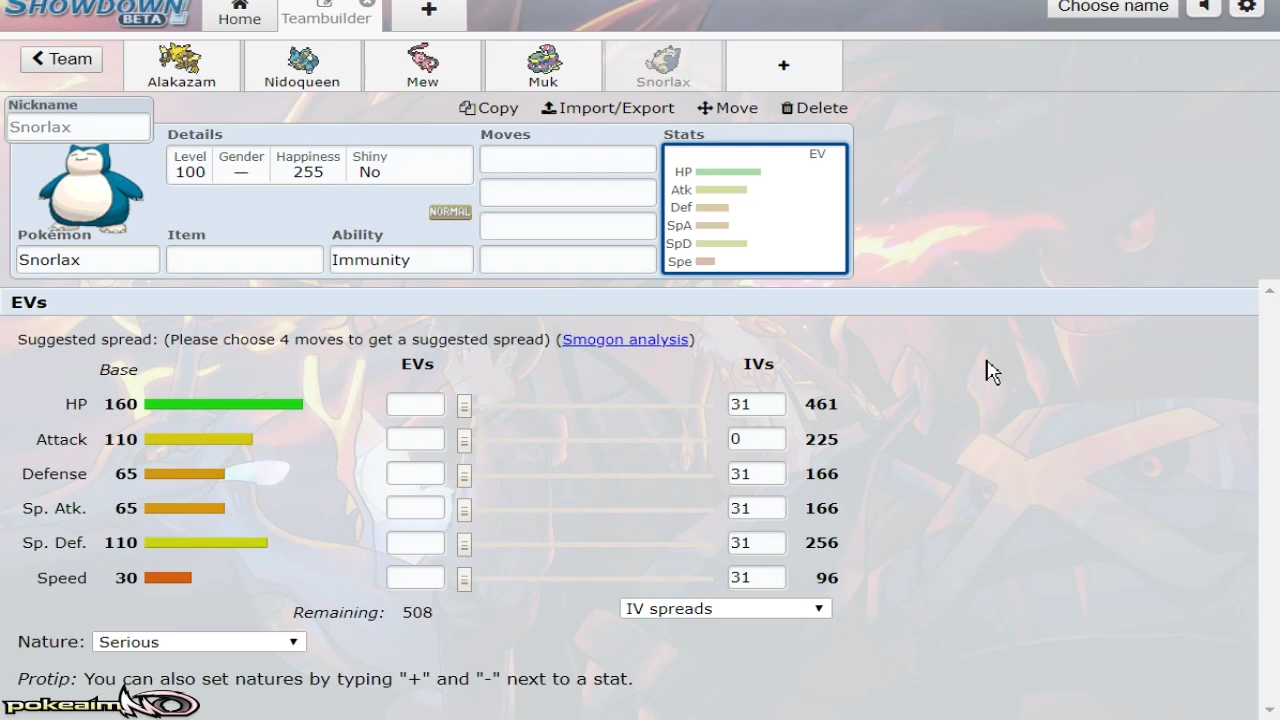 SHOWDOWN
BETA
Home
Teambuilder
+
Choose name
Team
Alakazam
Nidoqueen
Mew
Muk
Snorlax
+
Nickname
Snorlax
Copy
Import/Export
Move
Delete
Details
Moves
Stats
Level
Gender
Happiness
Shiny
100
—
255
No
NORMAL
EV
HP
Atk
Def
SpA
SpD
Spe
Pokémon
Item
Ability
Snorlax
Immunity
EVs
Suggested spread: (Please choose 4 moves to get a suggested spread) (Smogon analysis)
Base
EVs
IVs
HP 160 31 461
Attack 110 0 225
Defense 65 31 166
Sp. Atk. 65 31 166
Sp. Def. 110 31 256
Speed 30 31 96
Remaining: 508
IV spreads
Nature: Serious
Protip: You can also set natures by typing "+" and "-" next to a stat.
pokeaimMD